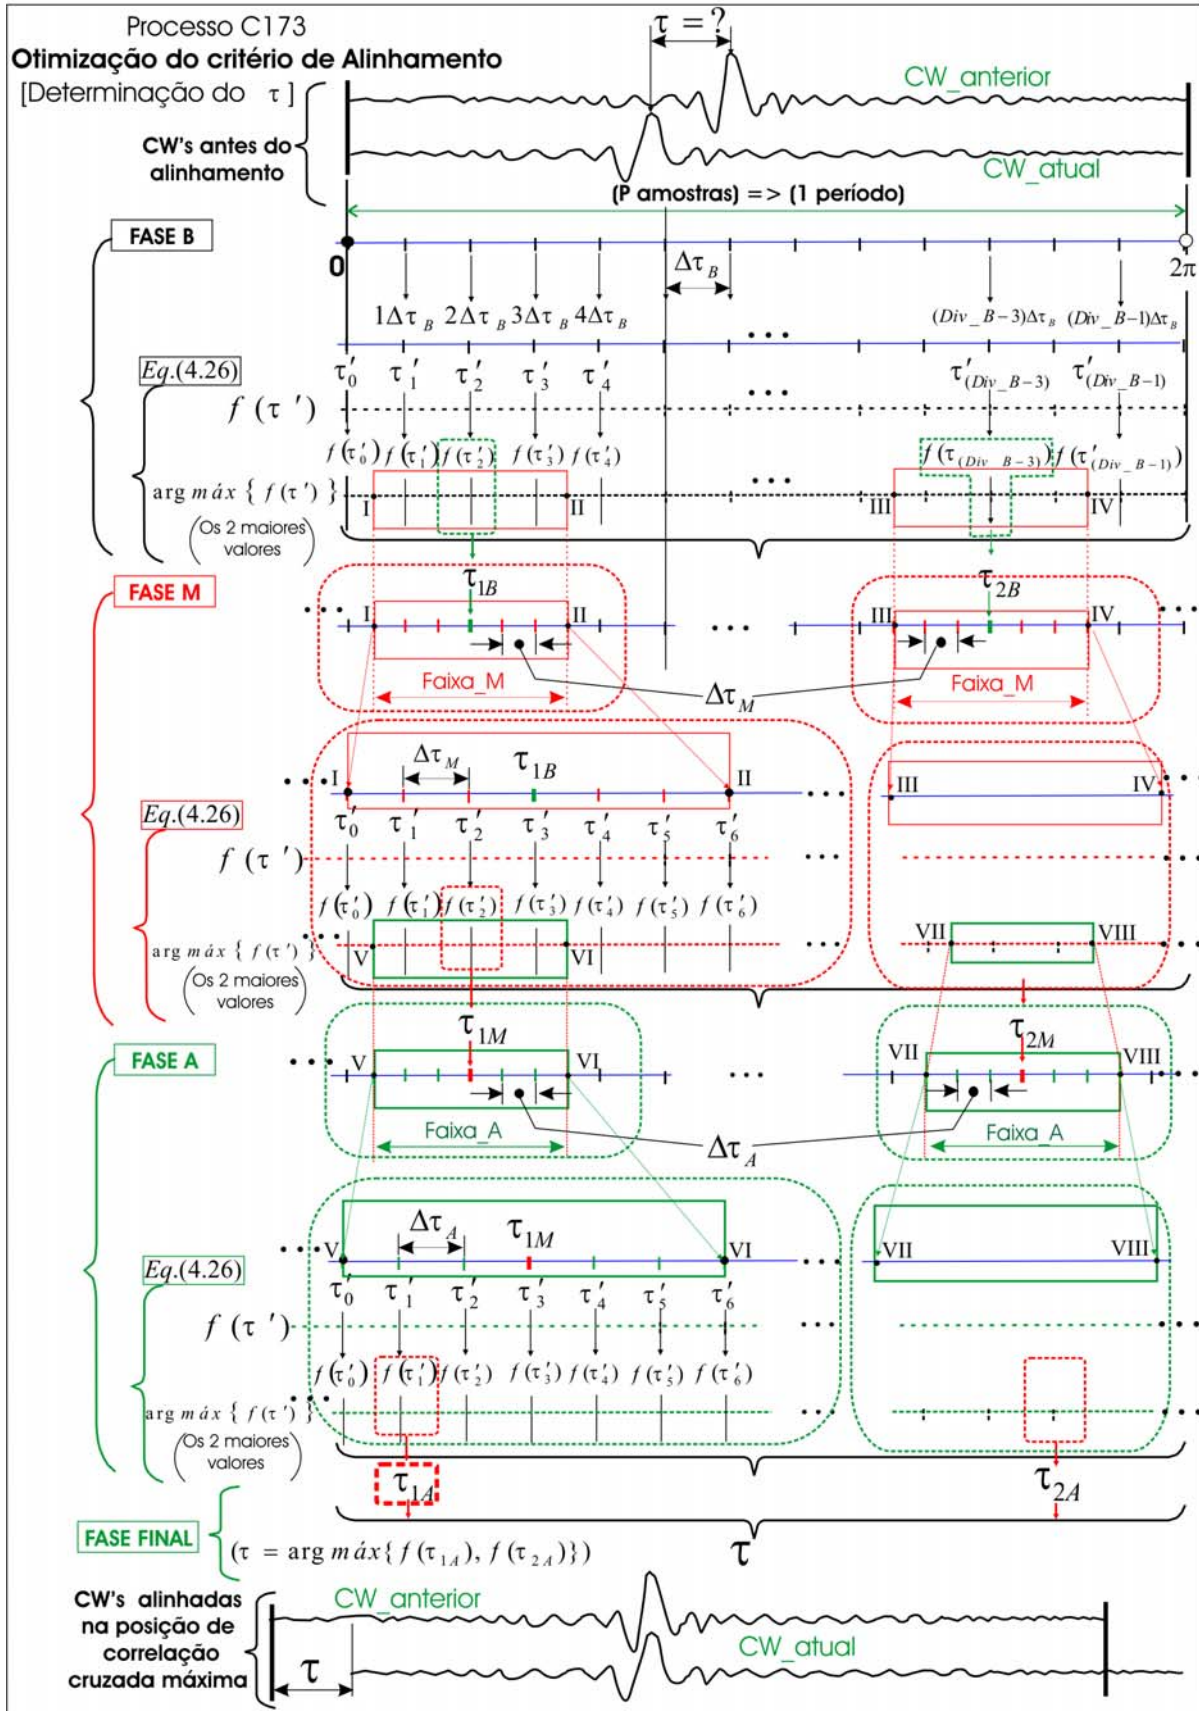 Processo C173
Otimização do critério de Alinhamento
[Determinação do τ ]
τ = ?
CW_anterior
CW's antes do
alinhamento
CW_atual
(P amostras) => (1 período)
FASE B
0
2π
Δτ_B
1Δτ_B 2Δτ_B 3Δτ_B 4Δτ_B
(Div_B−3)Δτ_B (Div_B−1)Δτ_B
Eq.(4.26)
τ'_0 τ'_1 τ'_2 τ'_3 τ'_4 τ'_(Div_B−3) τ'_(Div_B−1)
f (τ ')
f(τ'_0) f(τ'_1) f(τ'_2) f(τ'_3) f(τ'_4) f(τ_(Div_B−3)) f(τ'_(Div_B−1))
arg máx { f(τ') }
I II III IV
(Os 2 maiores
valores)
FASE M
τ_1B τ_2B
I II III IV
Faixa_M Δτ_M Faixa_M
I Δτ_M τ_1B II III IV
Eq.(4.26)
τ'_0 τ'_1 τ'_2 τ'_3 τ'_4 τ'_5 τ'_6
f (τ ')
f(τ'_0) f(τ'_1) f(τ'_2) f(τ'_3) f(τ'_4) f(τ'_5) f(τ'_6)
arg máx { f(τ') }
V VI VII VIII
(Os 2 maiores
valores)
τ_1M τ_2M
FASE A
V VI VII VIII
Faixa_A Δτ_A Faixa_A
V Δτ_A τ_1M VI VII VIII
Eq.(4.26)
τ'_0 τ'_1 τ'_2 τ'_3 τ'_4 τ'_5 τ'_6
f (τ ')
f(τ'_0) f(τ'_1) f(τ'_2) f(τ'_3) f(τ'_4) f(τ'_5) f(τ'_6)
arg máx { f(τ') }
(Os 2 maiores
valores)
τ_1A τ_2A
FASE FINAL
(τ = arg máx{f(τ_1A), f(τ_2A)})
τ
CW's alinhadas
na posição de
correlação
cruzada máxima
CW_anterior
CW_atual
τ